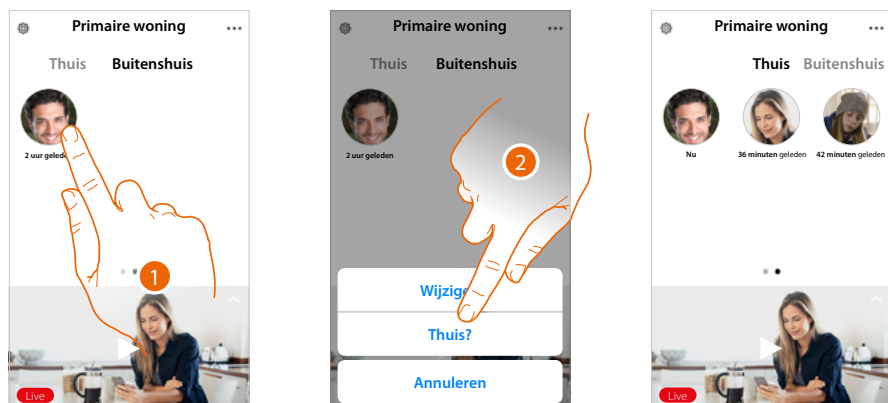 Primaire woning
Thuis Buitenshuis
2 uur geleden
1
Live
Primaire woning
Thuis Buitenshuis
2 uur geleden
2
Thuis?
Annuleren
Primaire woning
Thuis Buitenshuis
Nu 36 minuten geleden 42 minuten geleden
Live